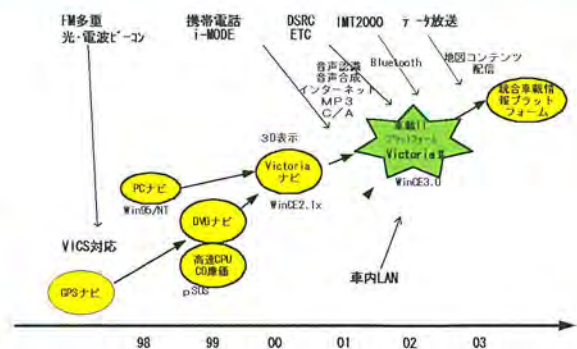 FM多重
光・電波ビーコン
携帯電話
i-MODE
DSRC
ETC
IMT2000
データ放送
Bluetooth
地図コンテンツ
配信
音声認識
音声合成
インターネット
MP3
C/A
統合車載情
報プラット
フォーム
車載IT
プラットフォーム
VictoriaⅡ
WinCE3.0
3D表示
Victoria
ナビ
WinCE2.1x
PCナビ
Win95/NT
DVDナビ
高速CPU
CD廉価
pSOS
VICS対応
GPSナビ
車内LAN
98
99
00
01
02
03